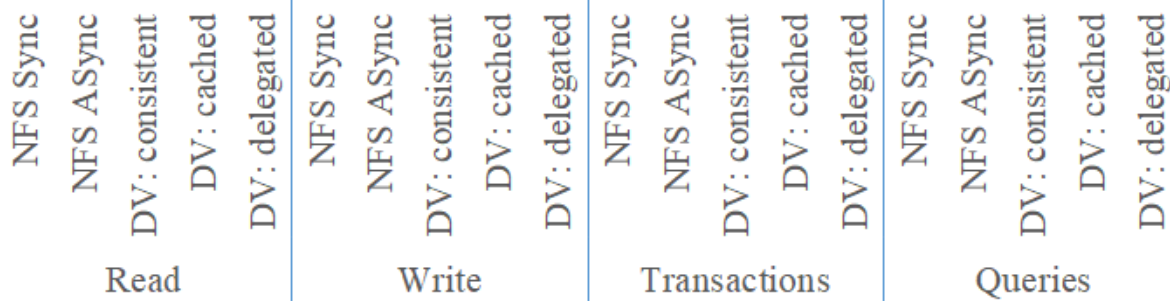 NFS Sync
NFS ASync
DV: consistent
DV: cached
DV: delegated
NFS Sync
NFS ASync
DV: consistent
DV: cached
DV: delegated
NFS Sync
NFS ASync
DV: consistent
DV: cached
DV: delegated
NFS Sync
NFS ASync
DV: consistent
DV: cached
DV: delegated
Read
Write
Transactions
Queries